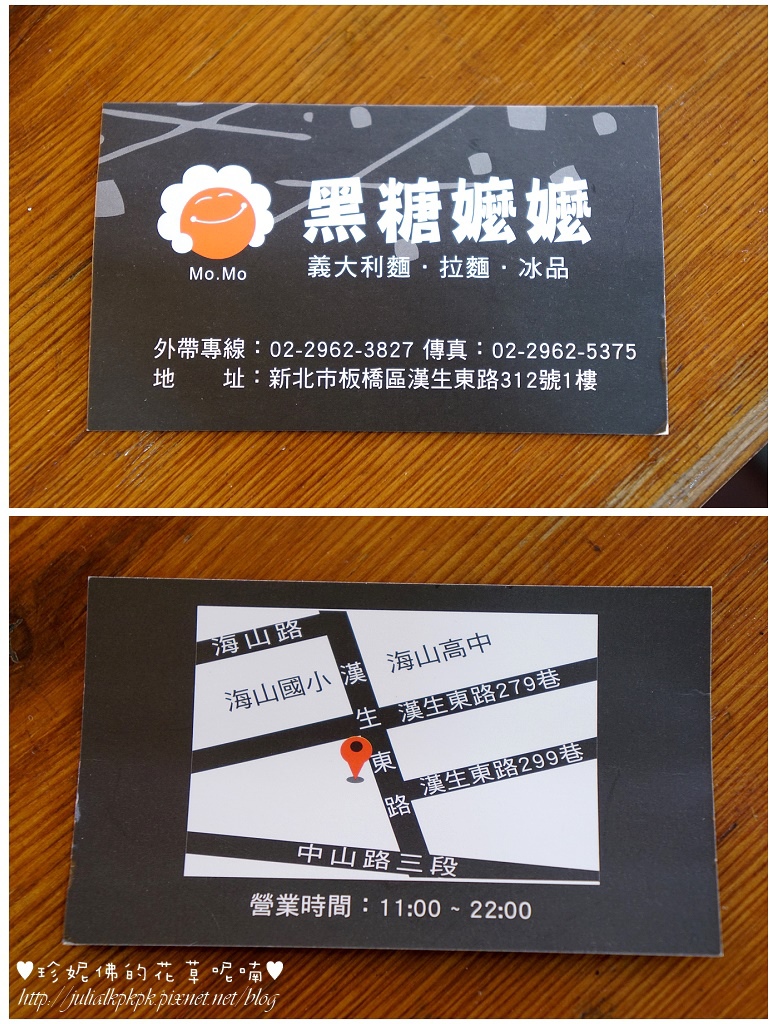 黑糖嬤嬤
Mo.Mo
義大利麵·拉麵·冰品
外帶專線：02-2962-3827 傳真：02-2962-5375
地　　址：新北市板橋區漢生東路312號1樓
海山路
海山高中
海山國小
漢生東路
漢生東路279巷
漢生東路299巷
中山路三段
營業時間：11:00 ~ 22:00
♥珍妮佛的花草呢喃♥
http://julialkpkpk.pixnet.net/blog